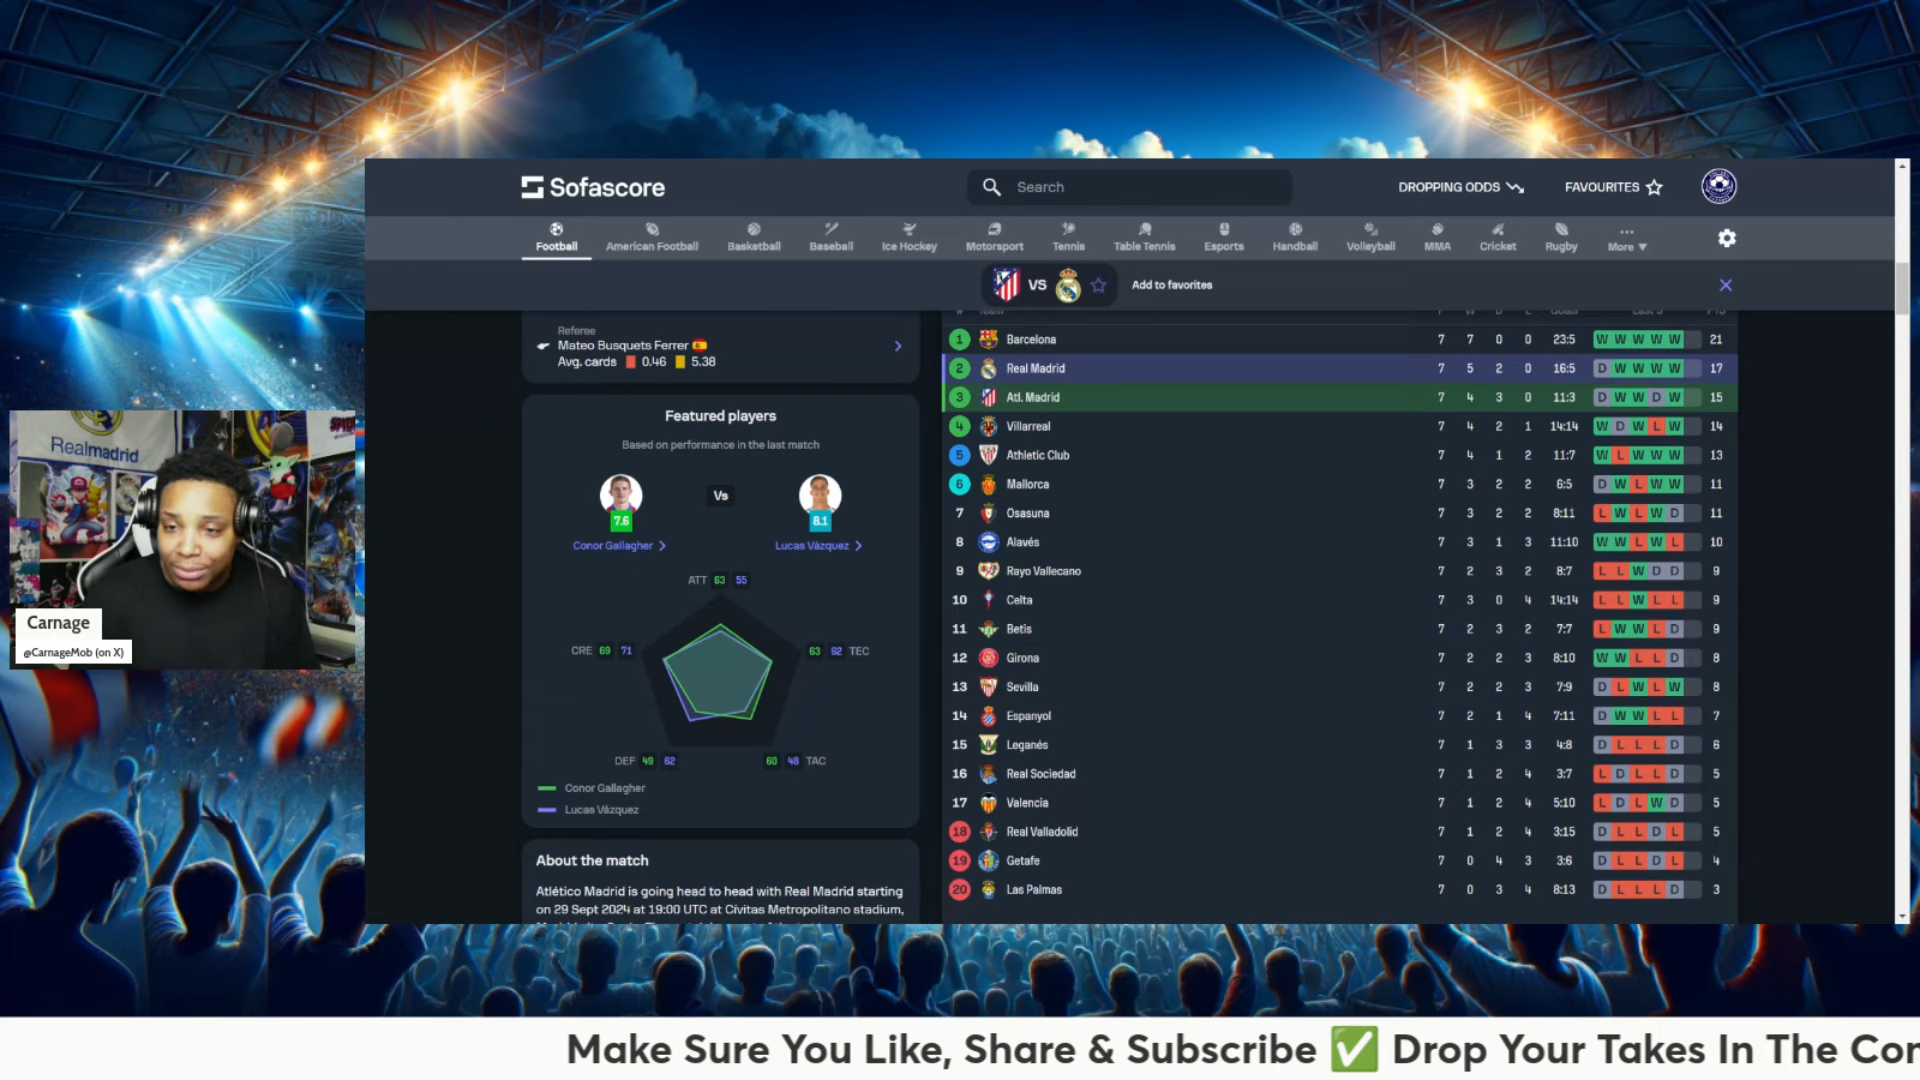 Sofascore
Search
DROPPING ODDS
FAVOURITES
Football
American Football
Basketball
Baseball
Ice Hockey
Motorsport
Tennis
Table Tennis
Esports
Handball
Volleyball
MMA
Cricket
Rugby
More
VS
Add to favorites
Referee
Mateo Busquets Ferrer
Avg. cards 0.46 5.38
Featured players
Based on performance in the last match
Vs
7.6
8.1
Conor Gallagher
Lucas Vázquez
ATT 63 55
CRE 69 71
63 62 TEC
DEF 49 62
60 48 TAC
Conor Gallagher
Lucas Vázquez
About the match
Atlético Madrid is going head to head with Real Madrid starting
on 29 Sept 2024 at 19:00 UTC at Cívitas Metropolitano stadium,
1 Barcelona 7 7 0 0 23:5 W W W W W 21
2 Real Madrid 7 5 2 0 16:5 D W W W W 17
3 Atl. Madrid 7 4 3 0 11:3 D W W D W 15
4 Villarreal 7 4 2 1 14:14 W D W L W 14
5 Athletic Club 7 4 1 2 11:7 W L W W W 13
6 Mallorca 7 3 2 2 6:5 D W L W W 11
7 Osasuna 7 3 2 2 8:11 L W L W D 11
8 Alavés 7 3 1 3 11:10 W W L W L 10
9 Rayo Vallecano 7 2 3 2 8:7 L L W D D 9
10 Celta 7 3 0 4 14:14 L L W L L 9
11 Betis 7 2 3 2 7:7 L W W L D 9
12 Girona 7 2 2 3 8:10 W W L L D 8
13 Sevilla 7 2 2 3 7:9 D L W L W 8
14 Espanyol 7 2 1 4 7:11 D W W L L 7
15 Leganés 7 1 3 3 4:8 D L L L D 6
16 Real Sociedad 7 1 2 4 3:7 L D L L D 5
17 Valencia 7 1 2 4 5:10 L D L W D 5
18 Real Valladolid 7 1 2 4 3:15 D L L D L 5
19 Getafe 7 0 4 3 3:6 D L L D L 4
20 Las Palmas 7 0 3 4 8:13 D L L L D 3
Realmadrid
Carnage
@CarnageMob (on X)
Make Sure You Like, Share & Subscribe ✅ Drop Your Takes In The